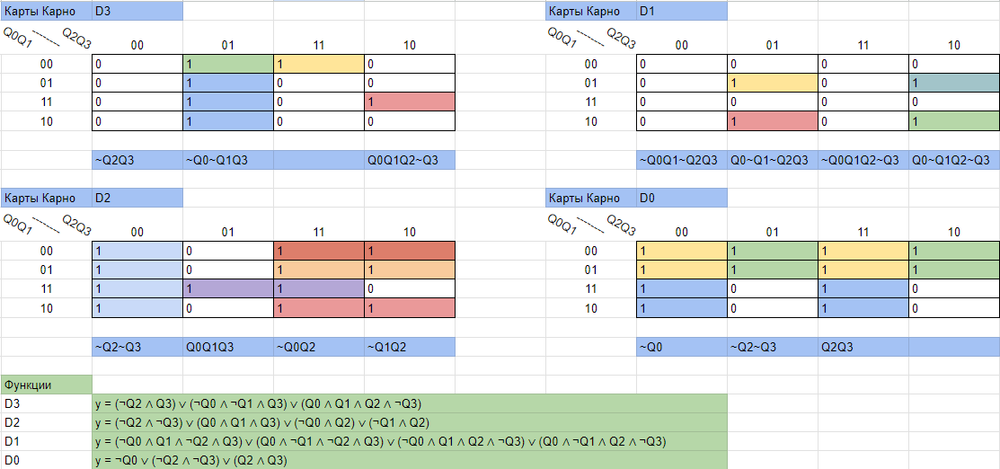 Карты Карно D3 Карты Карно D1
Q0Q1 Q2Q3 00 01 11 10 Q0Q1 Q2Q3 00 01 11 10
00 0 1 1 0 00 0 0 0 0
01 0 1 0 0 01 0 1 0 1
11 0 1 0 1 11 0 0 0 0
10 0 1 0 0 10 0 1 0 1
~Q2Q3 ~Q0~Q1Q3 Q0Q1Q2~Q3 ~Q0Q1~Q2Q3 Q0~Q1~Q2Q3 ~Q0Q1Q2~Q3 Q0~Q1Q2~Q3
Карты Карно D2 Карты Карно D0
Q0Q1 Q2Q3 00 01 11 10 Q0Q1 Q2Q3 00 01 11 10
00 1 0 1 1 00 1 1 1 1
01 1 0 1 1 01 1 1 1 1
11 1 1 1 0 11 1 0 1 0
10 1 0 1 1 10 1 0 1 0
~Q2~Q3 Q0Q1Q3 ~Q0Q2 ~Q1Q2 ~Q0 ~Q2~Q3 Q2Q3
Функции
D3 y = (¬Q2 ∧ Q3) ∨ (¬Q0 ∧ ¬Q1 ∧ Q3) ∨ (Q0 ∧ Q1 ∧ Q2 ∧ ¬Q3)
D2 y = (¬Q2 ∧ ¬Q3) ∨ (Q0 ∧ Q1 ∧ Q3) ∨ (¬Q0 ∧ Q2) ∨ (¬Q1 ∧ Q2)
D1 y = (¬Q0 ∧ Q1 ∧ ¬Q2 ∧ Q3) ∨ (Q0 ∧ ¬Q1 ∧ ¬Q2 ∧ Q3) ∨ (¬Q0 ∧ Q1 ∧ Q2 ∧ ¬Q3) ∨ (Q0 ∧ ¬Q1 ∧ Q2 ∧ ¬Q3)
D0 y = ¬Q0 ∨ (¬Q2 ∧ ¬Q3) ∨ (Q2 ∧ Q3)